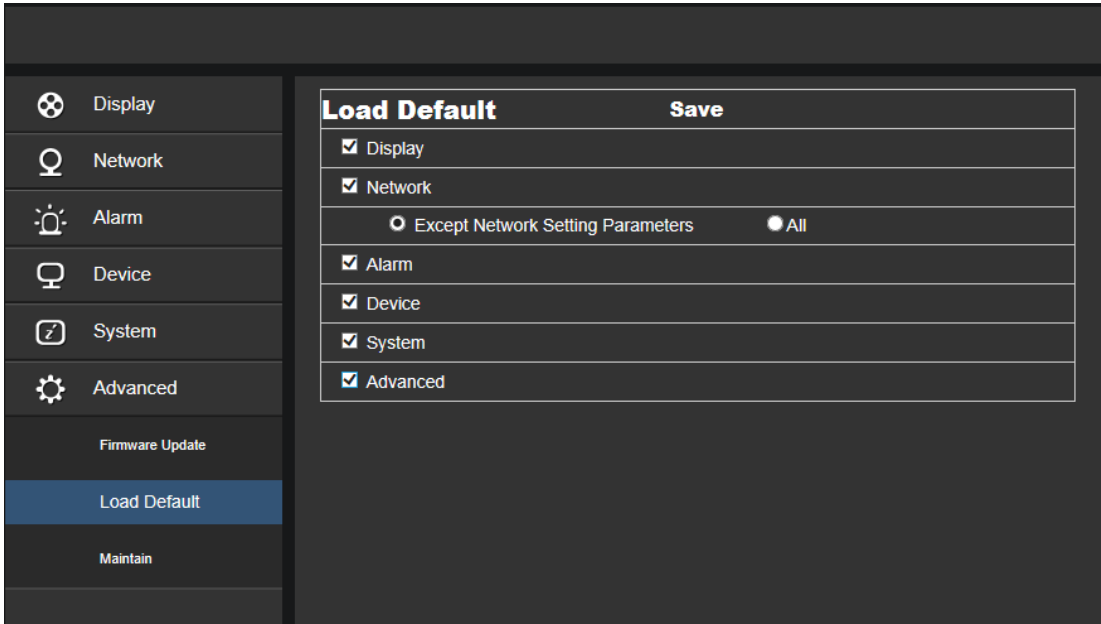 Display
Network
Alarm
Device
System
Advanced
Firmware Update
Load Default
Maintain
Load Default Save
Display
Network
Except Network Setting Parameters All
Alarm
Device
System
Advanced